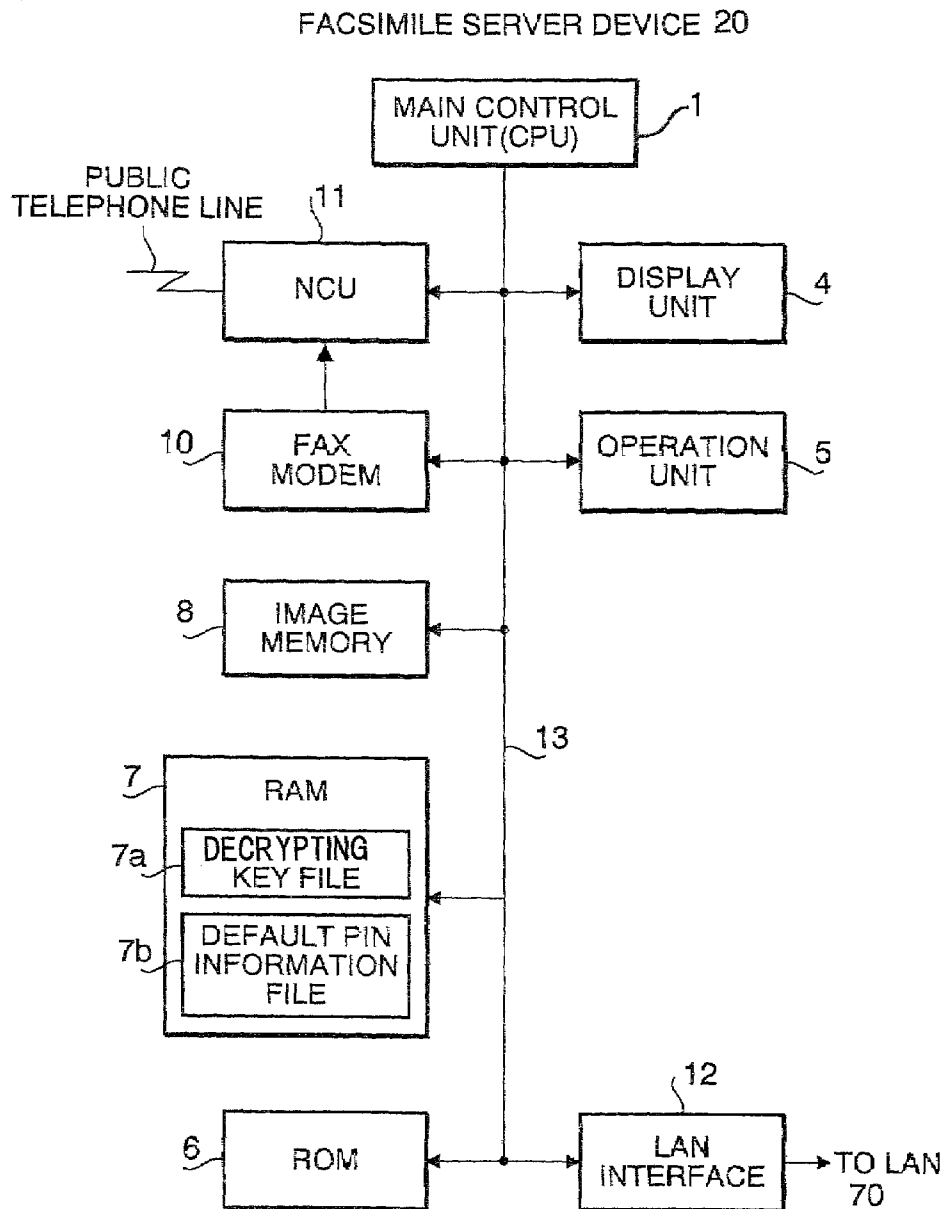 FACSIMILE SERVER DEVICE 20
MAIN CONTROL
UNIT(CPU)
1
PUBLIC
TELEPHONE LINE
11
NCU
DISPLAY
UNIT
4
10
FAX
MODEM
OPERATION
UNIT
5
8
IMAGE
MEMORY
13
7
RAM
7a
DECRYPTING
KEY FILE
7b
DEFAULT PIN
INFORMATION
FILE
12
6
ROM
LAN
INTERFACE
TO LAN
70